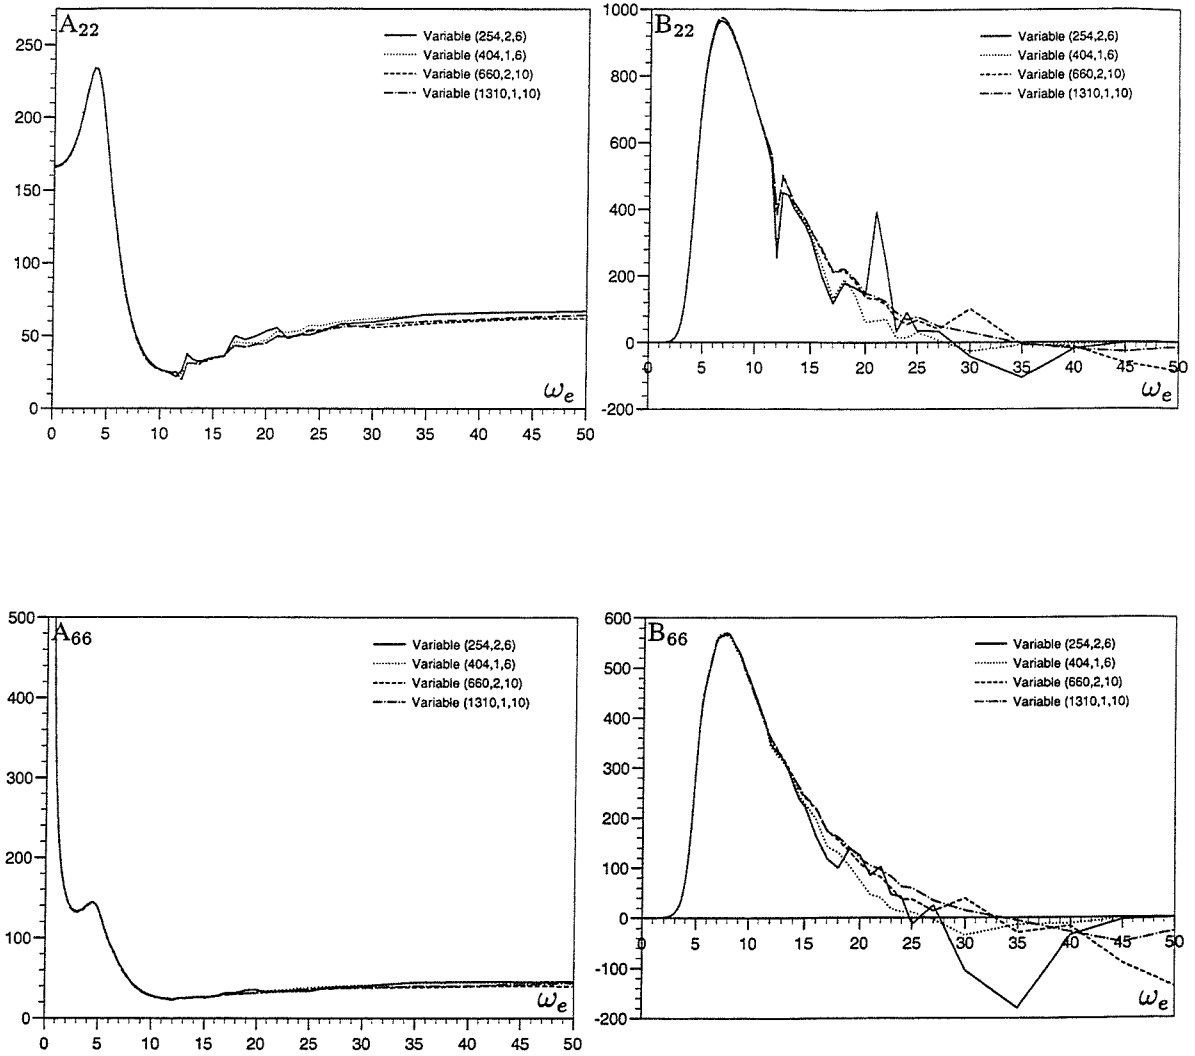 A22
250
200
150
100
50
0
0 5 10 15 20 25 30 35 40 45 50
Variable (254,2,6)
Variable (404,1,6)
Variable (660,2,10)
Variable (1310,1,10)
ωe
B22
1000
800
600
400
200
0
-200
0 5 10 15 20 25 30 35 40 45 50
Variable (254,2,6)
Variable (404,1,6)
Variable (660,2,10)
Variable (1310,1,10)
ωe
A66
500
400
300
200
100
0
0 5 10 15 20 25 30 35 40 45 50
Variable (254,2,6)
Variable (404,1,6)
Variable (660,2,10)
Variable (1310,1,10)
ωe
B66
600
500
400
300
200
100
0
-100
-200
0 5 10 15 20 25 30 35 40 45 50
Variable (254,2,6)
Variable (404,1,6)
Variable (660,2,10)
Variable (1310,1,10)
ωe